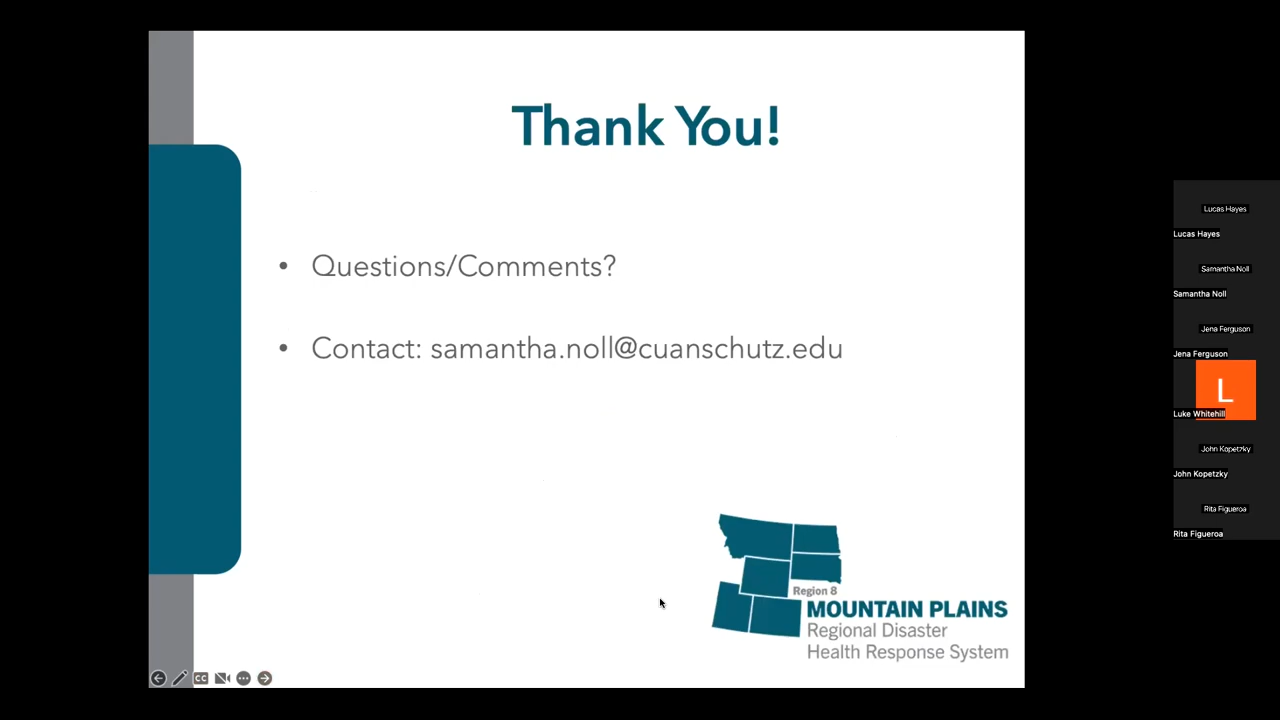 Thank You!
• Questions/Comments?
• Contact: samantha.noll@cuanschutz.edu
Region 8
MOUNTAIN PLAINS
Regional Disaster
Health Response System
CC
Lucas Hayes
Lucas Hayes
Samantha Noll
Samantha Noll
Jena Ferguson
Jena Ferguson
L
Luke Whitehill
John Kopetzky
John Kopetzky
Rita Figueroa
Rita Figueroa